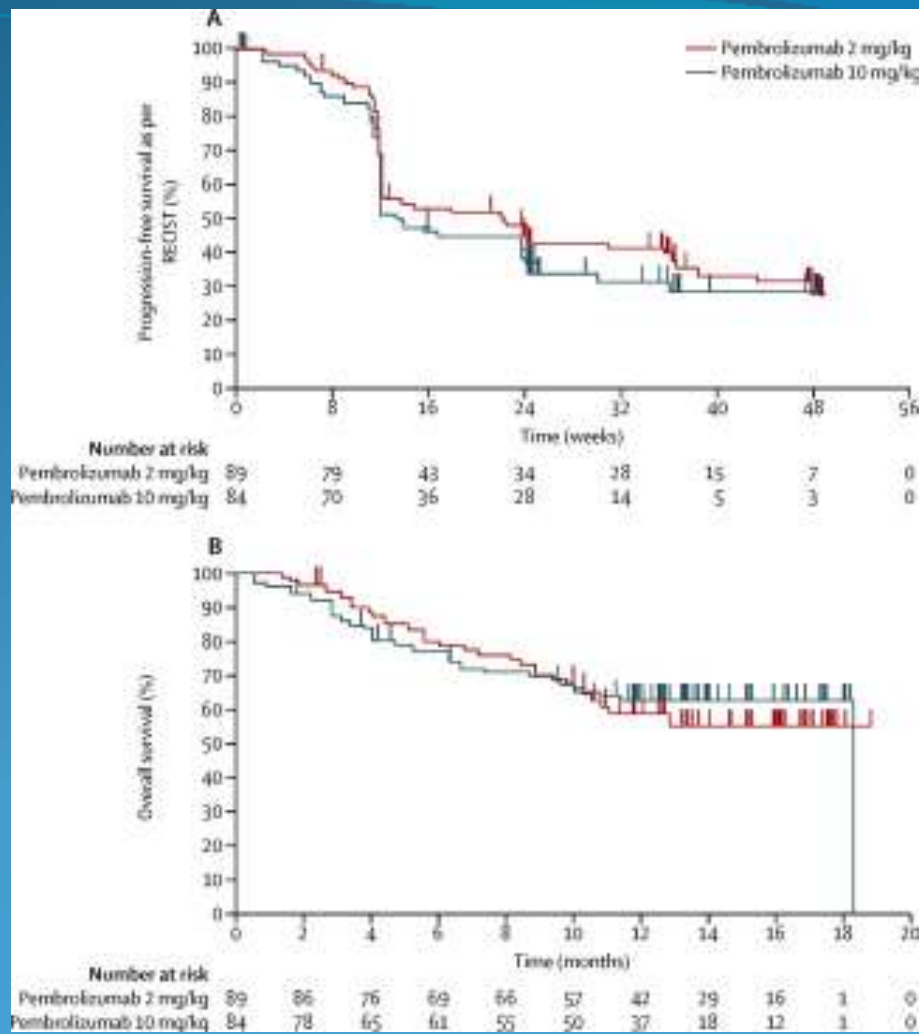 A
Pembrolizumab 2 mg/kg
Pembrolizumab 10 mg/kg
Progression-free survival as per
RECIST (%)
100
90
80
70
60
50
40
30
20
10
0
0 8 16 24 32 40 48 56
Time (weeks)
Number at risk
Pembrolizumab 2 mg/kg 89 79 43 34 28 15 7 0
Pembrolizumab 10 mg/kg 84 70 36 28 14 5 3 0
B
Overall survival (%)
100
90
80
70
60
50
40
30
20
10
0
0 2 4 6 8 10 12 14 16 18 20
Time (months)
Number at risk
Pembrolizumab 2 mg/kg 89 86 76 69 66 57 42 29 16 1 0
Pembrolizumab 10 mg/kg 84 78 65 61 55 50 37 18 12 1 0